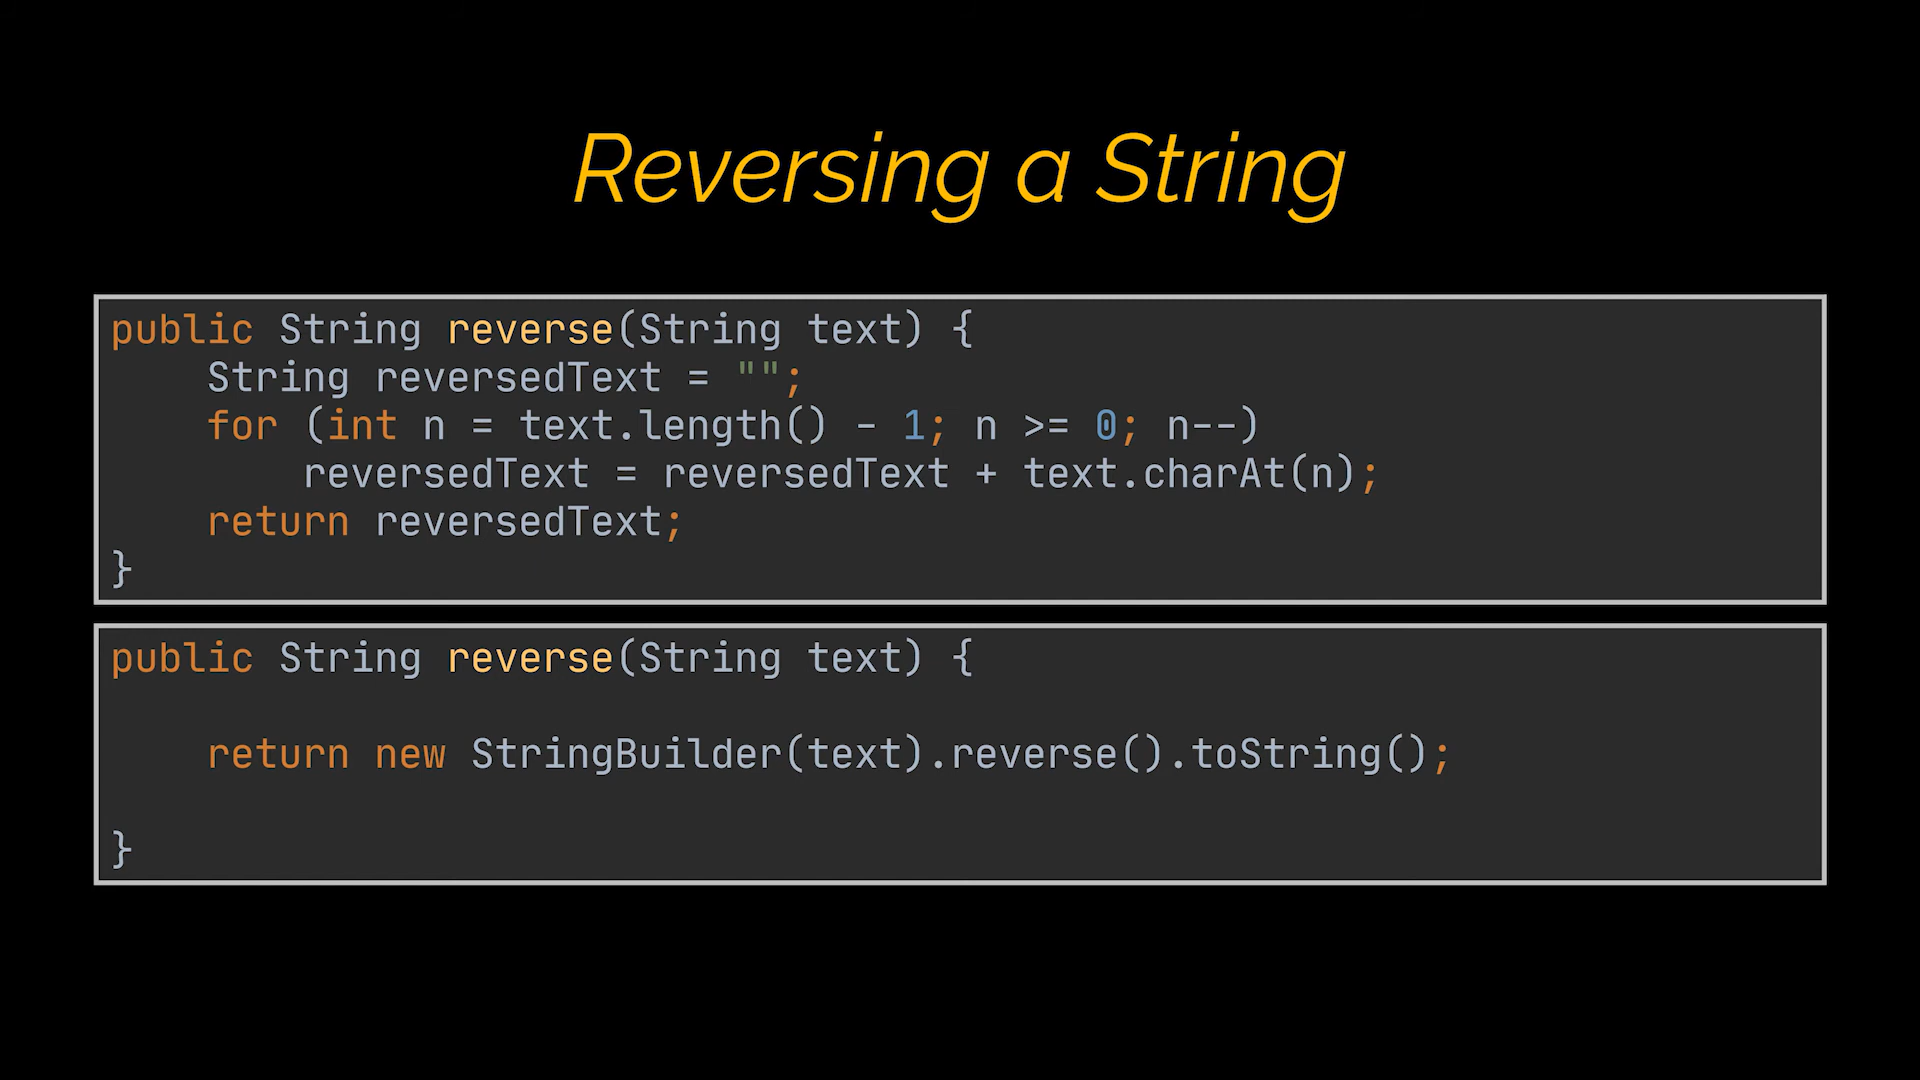 Reversing a String
public String reverse(String text) {
    String reversedText = "";
    for (int n = text.length() - 1; n >= 0; n--)
        reversedText = reversedText + text.charAt(n);
    return reversedText;
}
public String reverse(String text) {
    return new StringBuilder(text).reverse().toString();
}